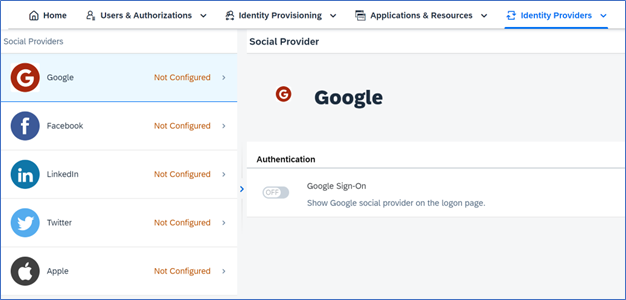 Home Users & Authorizations Identity Provisioning Applications & Resources Identity Providers
Social Providers
Google Not Configured
Facebook Not Configured
LinkedIn Not Configured
Twitter Not Configured
Apple Not Configured
Social Provider
G Google
Authentication
OFF Google Sign-On
Show Google social provider on the logon page.